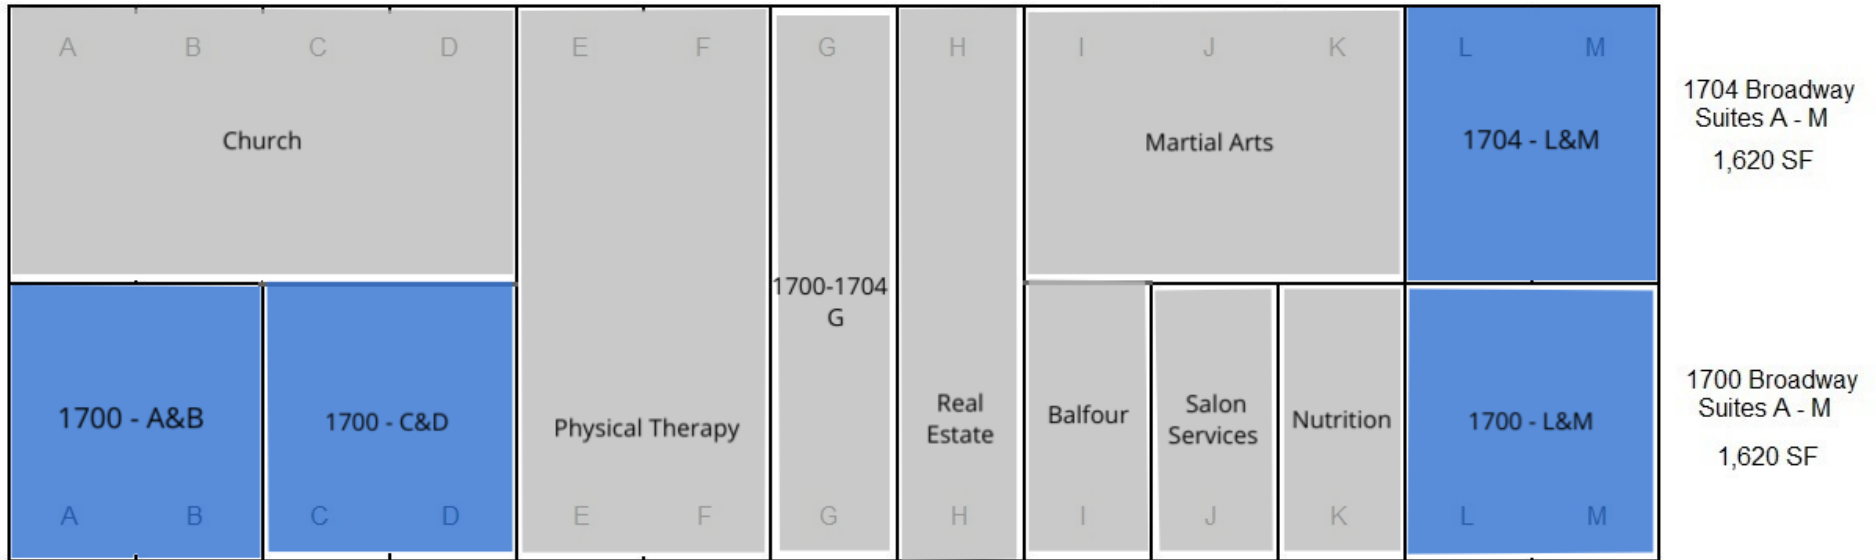 A B C D E F G H I J K L M
Church
Martial Arts
1704 - L&M
1704 Broadway
Suites A - M
1,620 SF
1700-1704
G
1700 - A&B
1700 - C&D
Physical Therapy
Real
Estate
Balfour
Salon
Services
Nutrition
1700 - L&M
1700 Broadway
Suites A - M
1,620 SF
A B C D E F G H I J K L M